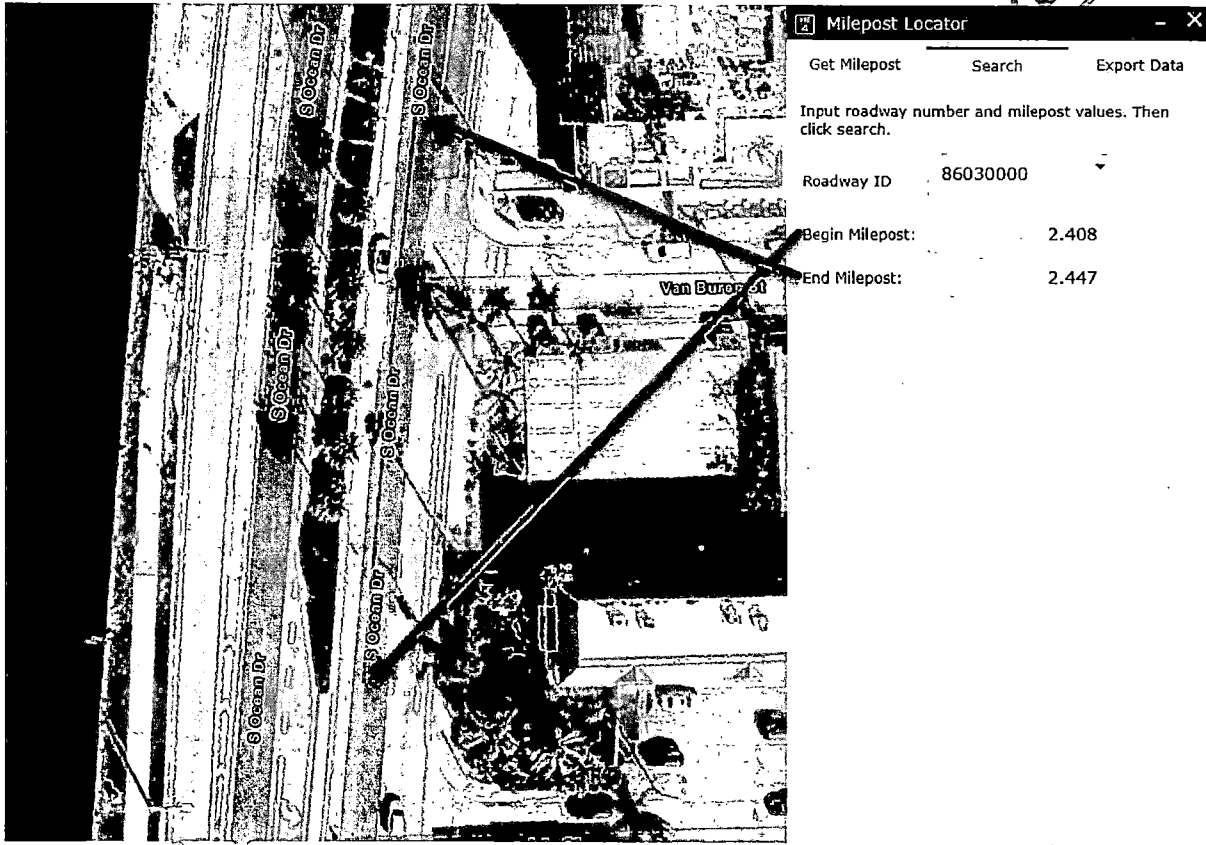 Milepost Locator
Get Milepost Search Export Data
Input roadway number and milepost values. Then
click search.
Roadway ID 86030000
Begin Milepost: 2.408
End Milepost: 2.447
S Ocean Dr
S Ocean Dr
S Ocean Dr
S Ocean Dr
S Ocean Dr
S Ocean Dr